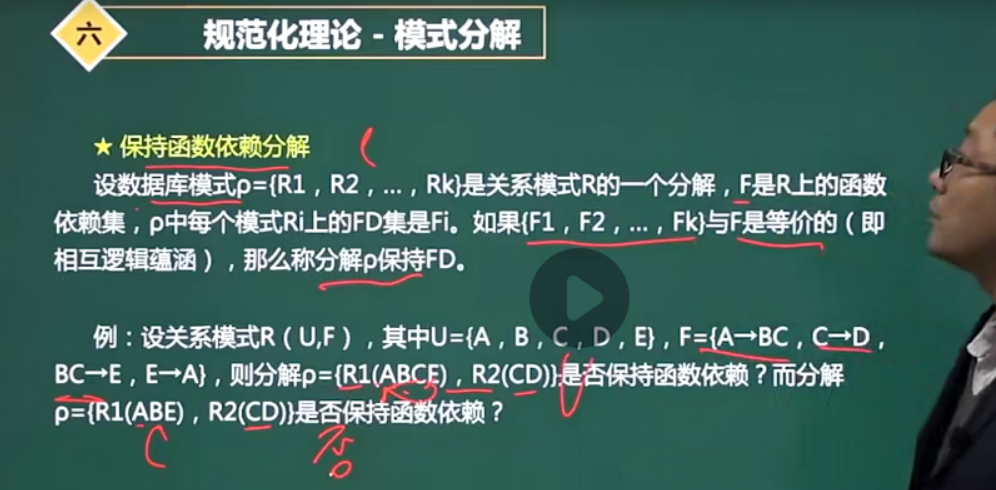 六
规范化理论 - 模式分解
★ 保持函数依赖分解
设数据库模式ρ={R1，R2，…，Rk}是关系模式R的一个分解，F是R上的函数
依赖集，ρ中每个模式Ri上的FD集是Fi。如果{F1，F2，…，Fk}与F是等价的（即
相互逻辑蕴涵），那么称分解ρ保持FD。
例：设关系模式R（U,F），其中U={A，B，C，D，E}，F={A→BC，C→D，
BC→E，E→A}，则分解ρ={R1(ABCE)，R2(CD)}是否保持函数依赖？而分解
ρ={R1(ABE)，R2(CD)}是否保持函数依赖？
C
否